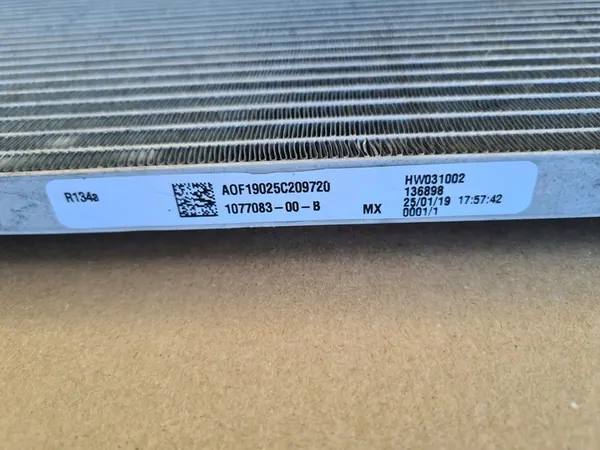 R134a
AOF19025C209720
1077083-00-B
MX
HW031002
136898
25/01/19 17:57:42
0001/1